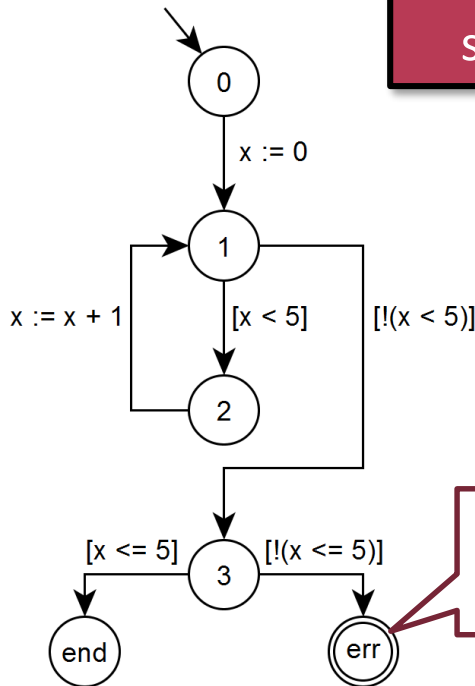 0
x := 0
1
x := x + 1
[x < 5]
[!(x < 5)]
2
[x <= 5]
3
[!(x <= 5)]
end
err